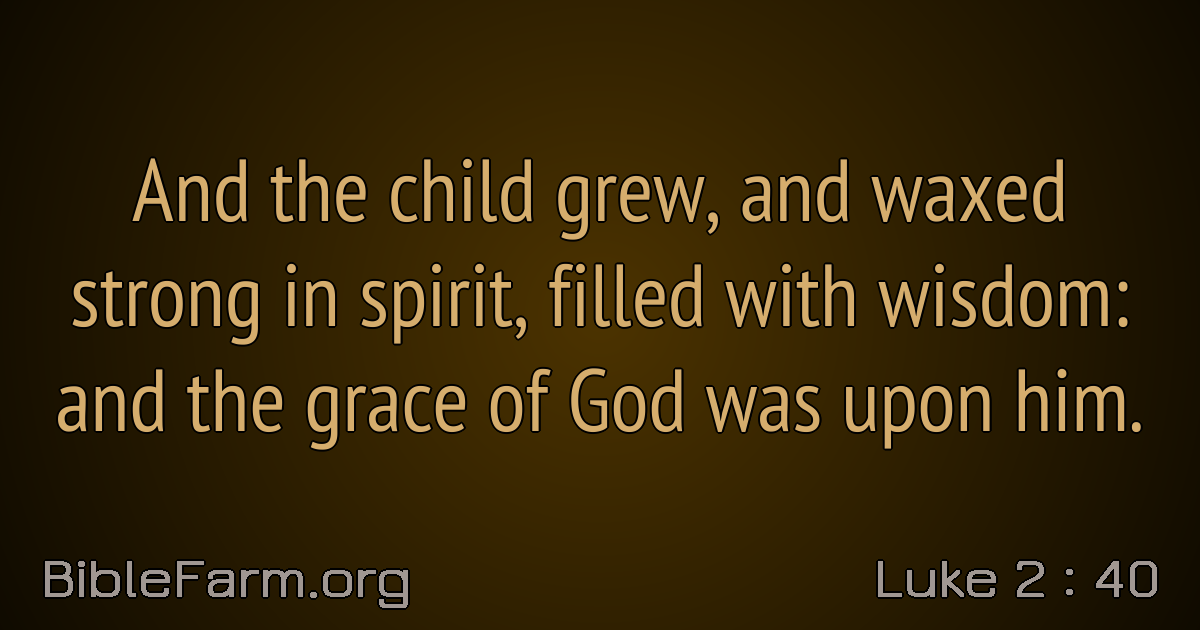 And the child grew, and waxed
strong in spirit, filled with wisdom:
and the grace of God was upon him.
BibleFarm.org
Luke 2 : 40